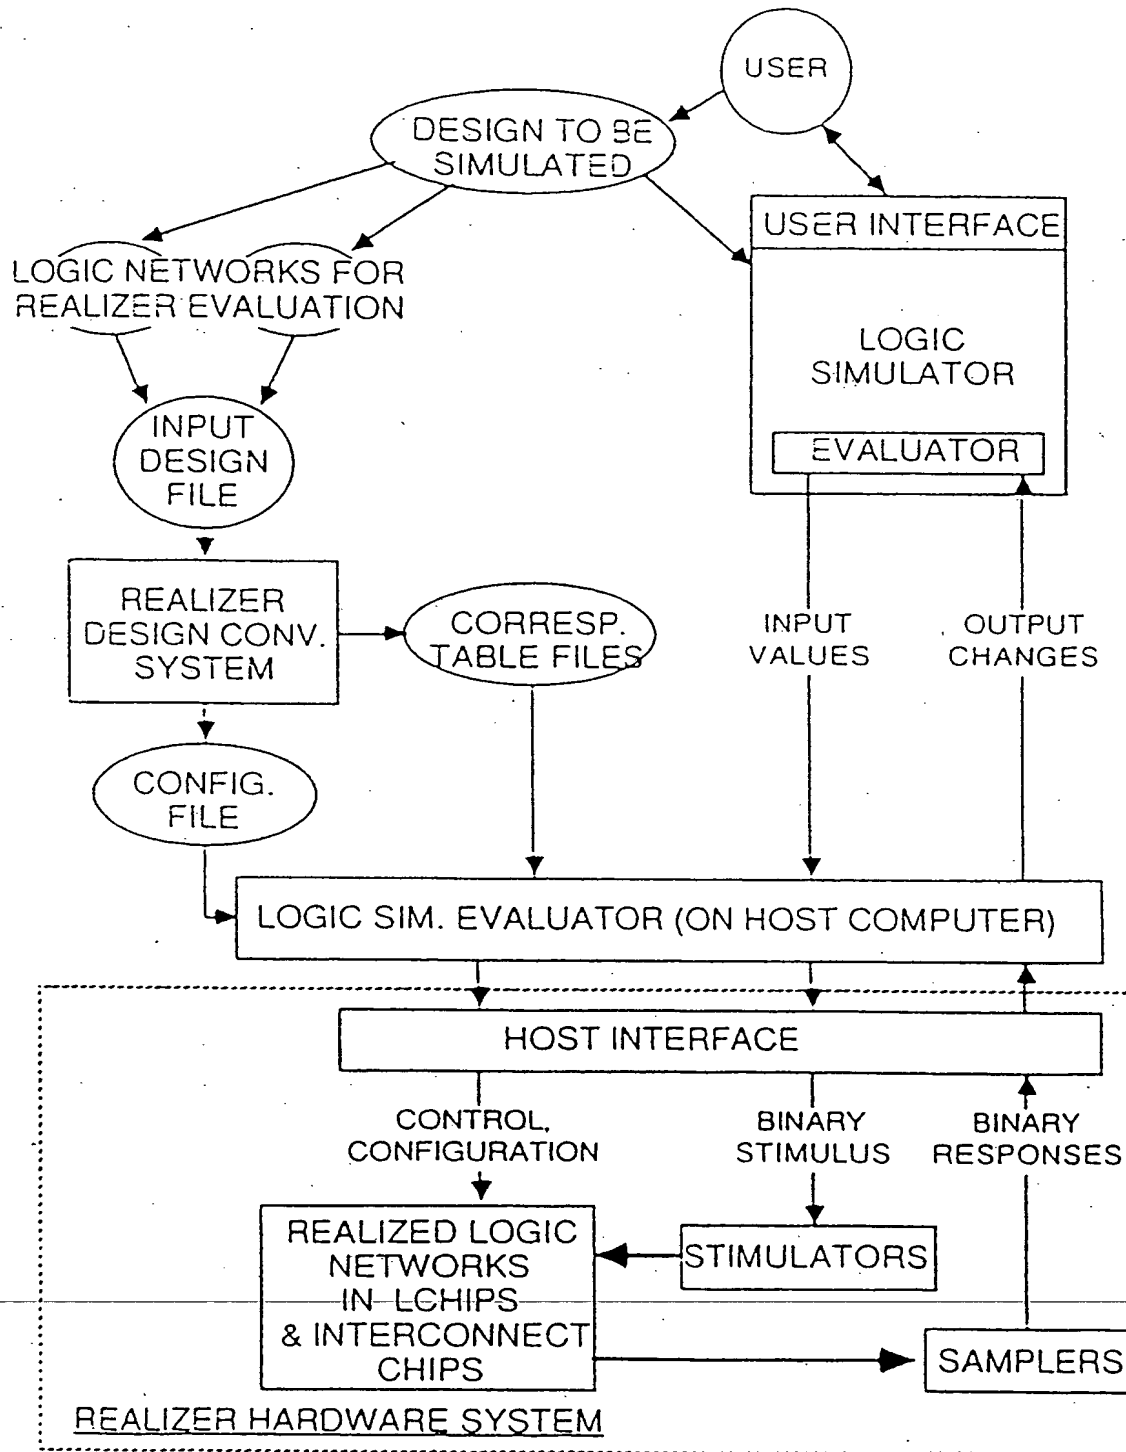 USER
DESIGN TO BE
SIMULATED
USER INTERFACE
LOGIC NETWORKS FOR
REALIZER EVALUATION
LOGIC
SIMULATOR
EVALUATOR
INPUT
DESIGN
FILE
REALIZER
DESIGN CONV.
SYSTEM
CORRESP.
TABLE FILES
INPUT
VALUES
OUTPUT
CHANGES
CONFIG.
FILE
LOGIC SIM. EVALUATOR (ON HOST COMPUTER)
HOST INTERFACE
CONTROL,
CONFIGURATION
BINARY
STIMULUS
BINARY
RESPONSES
REALIZED LOGIC
NETWORKS
IN LCHIPS
& INTERCONNECT
CHIPS
STIMULATORS
SAMPLERS
REALIZER HARDWARE SYSTEM